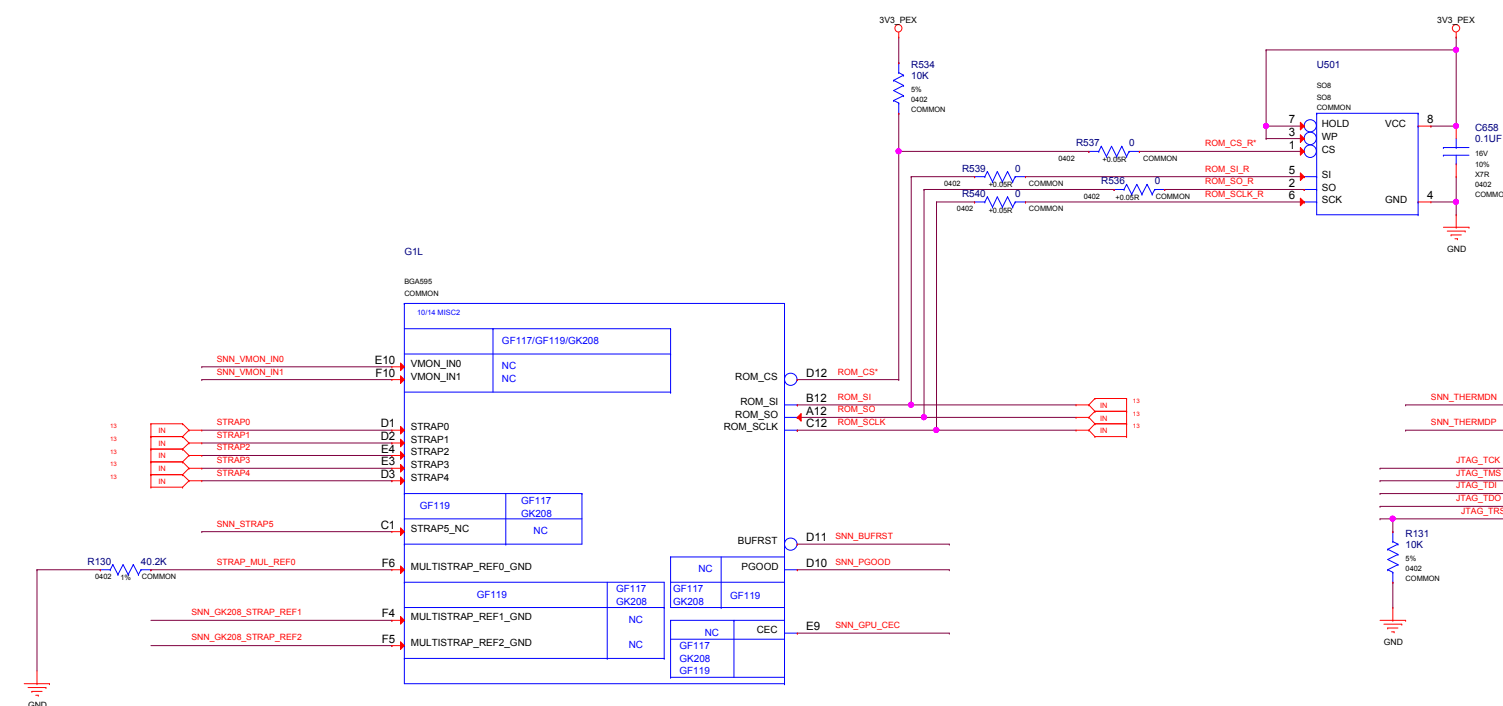 3V3_PEX
3V3_PEX
R534
10K
5%
0402
COMMON
U501
SO8
SO8
COMMON
7 HOLD VCC 8
3 WP
1 CS
5 SI
2 SO
6 SCK GND 4
C658
0.1UF
16V
10%
X7R
0402
COMMO
GND
R537 0 ROM_CS_R*
0402 +0.05R COMMON
R539 0 ROM_SI_R
0402 +0.05R COMMON
R536 0 ROM_SO_R
0402 +0.05R COMMON
R540 0 ROM_SCLK_R
0402 +0.05R COMMON
G1L
BGA595
COMMON
10/14 MISC2
GF117/GF119/GK208
SNN_VMON_IN0 E10 VMON_IN0 NC
SNN_VMON_IN1 F10 VMON_IN1 NC
ROM_CS D12 ROM_CS*
ROM_SI B12 ROM_SI IN 13
ROM_SO A12 ROM_SO IN 13
ROM_SCLK C12 ROM_SCLK IN 13
13 IN STRAP0 D1 STRAP0
13 IN STRAP1 D2 STRAP1
13 IN STRAP2 E4 STRAP2
13 IN STRAP3 E3 STRAP3
13 IN STRAP4 D3 STRAP4
GF119 GF117
GK208
SNN_STRAP5 C1 STRAP5_NC NC
BUFRST D11 SNN_BUFRST
R130 40.2K STRAP_MUL_REF0 F6 MULTISTRAP_REF0_GND
0402 1% COMMON
NC PGOOD D10 SNN_PGOOD
GF117
GK208 GF119
GF119 GF117
GK208
SNN_GK208_STRAP_REF1 F4 MULTISTRAP_REF1_GND NC
SNN_GK208_STRAP_REF2 F5 MULTISTRAP_REF2_GND NC
NC CEC E9 SNN_GPU_CEC
GF117
GK208
GF119
GND
SNN_THERMDN
SNN_THERMDP
JTAG_TCK
JTAG_TMS
JTAG_TDI
JTAG_TDO
JTAG_TRS
R131
10K
5%
0402
COMMON
GND